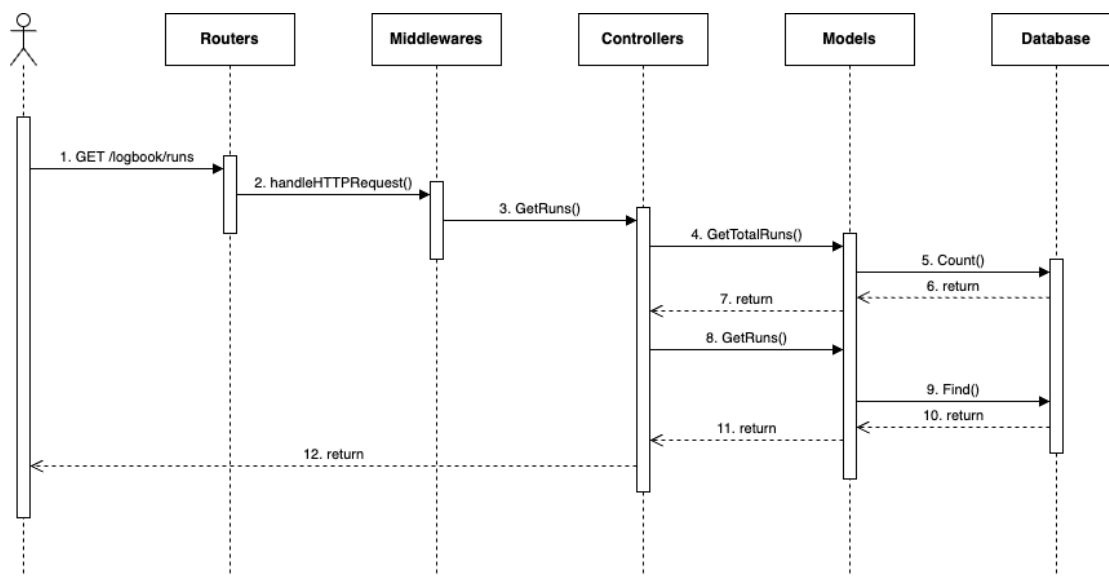 Routers
Middlewares
Controllers
Models
Database
1. GET /logbook/runs
2. handleHTTPRequest()
3. GetRuns()
4. GetTotalRuns()
5. Count()
6. return
7. return
8. GetRuns()
9. Find()
10. return
11. return
12. return